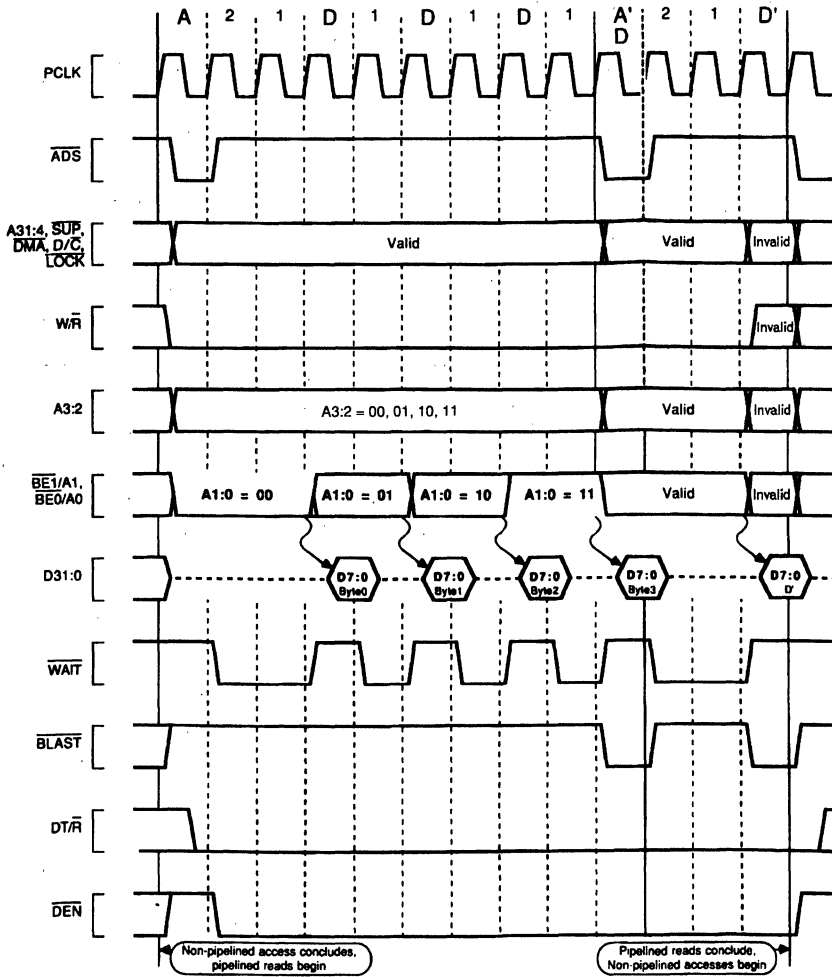 A 2 1 D 1 D 1 D 1 A' 2 1 D'
D
PCLK
ADS
A31:4, SUP,
DMA, D/C,
LOCK
Valid Valid Invalid
W/R
Invalid
A3:2
A3:2 = 00, 01, 10, 11 Valid Invalid
BE1/A1,
BE0/A0
A1:0 = 00 A1:0 = 01 A1:0 = 10 A1:0 = 11 Valid Invalid
D31:0
D7:0 D7:0 D7:0 D7:0 D7:0
Byte0 Byte1 Byte2 Byte3 D'
WAIT
BLAST
DT/R
DEN
Non-pipelined access concludes,
pipelined reads begin
Pipelined reads conclude,
Non-pipelined accesses begin